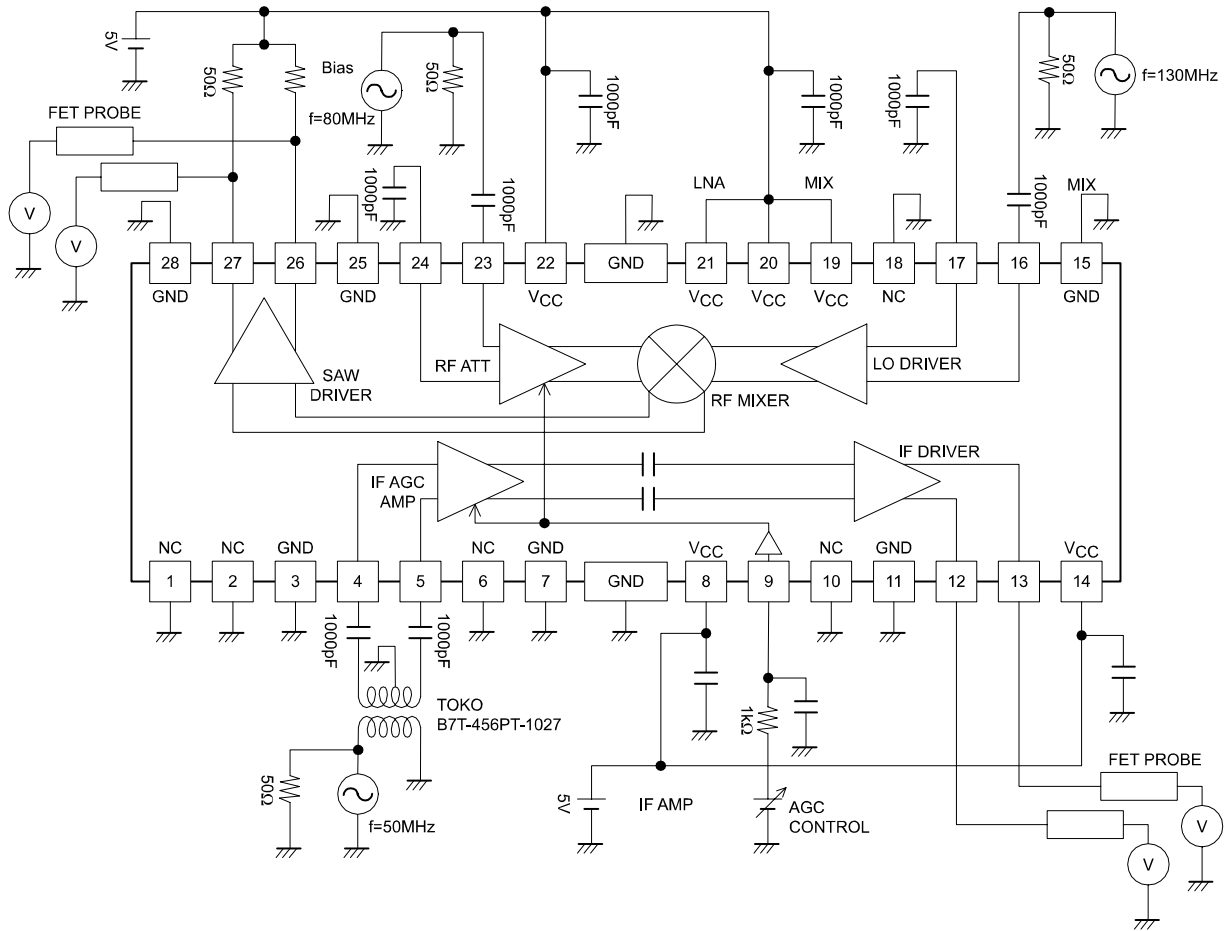 5V
50Ω
Bias
f=80MHz
50Ω
1000pF
1000pF
1000pF
50Ω
f=130MHz
FET PROBE
1000pF
1000pF
LNA
MIX
1000pF
MIX
V
V
28
27
26
25
24
23
22
GND
21
20
19
18
17
16
15
GND
GND
VCC
VCC
VCC
VCC
NC
GND
SAW
DRIVER
RF ATT
RF MIXER
LO DRIVER
IF AGC
AMP
IF DRIVER
NC
NC
GND
NC
GND
VCC
NC
GND
VCC
1
2
3
4
5
6
7
GND
8
9
10
11
12
13
14
1000pF
1000pF
TOKO
B7T-456PT-1027
1kΩ
50Ω
f=50MHz
5V
IF AMP
AGC
CONTROL
FET PROBE
V
V